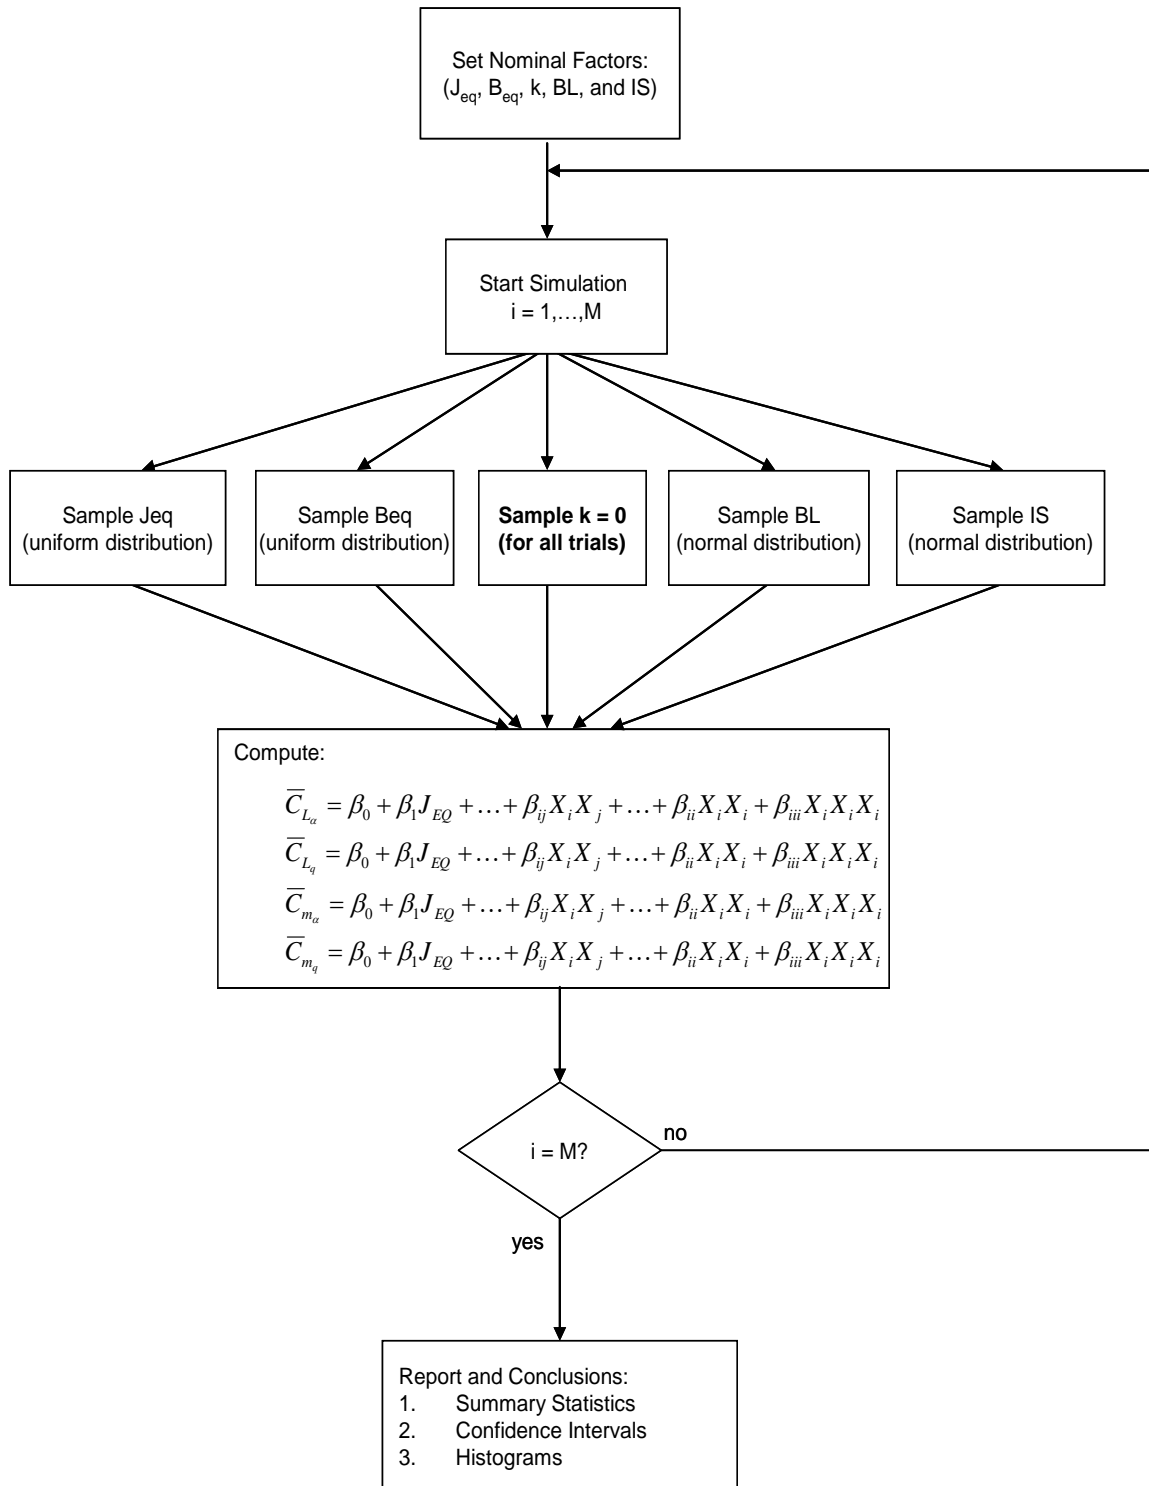 Set Nominal Factors:
(J_eq, B_eq, k, BL, and IS)
Start Simulation
i = 1,…,M
Sample Jeq
(uniform distribution)
Sample Beq
(uniform distribution)
Sample k = 0
(for all trials)
Sample BL
(normal distribution)
Sample IS
(normal distribution)
Compute:
C̅_{L_α} = β_0 + β_1 J_{EQ} + … + β_{ij} X_i X_j + … + β_{ii} X_i X_i + β_{iii} X_i X_i X_i
C̅_{L_q} = β_0 + β_1 J_{EQ} + … + β_{ij} X_i X_j + … + β_{ii} X_i X_i + β_{iii} X_i X_i X_i
C̅_{m_α} = β_0 + β_1 J_{EQ} + … + β_{ij} X_i X_j + … + β_{ii} X_i X_i + β_{iii} X_i X_i X_i
C̅_{m_q} = β_0 + β_1 J_{EQ} + … + β_{ij} X_i X_j + … + β_{ii} X_i X_i + β_{iii} X_i X_i X_i
i = M?
no
yes
Report and Conclusions:
1. Summary Statistics
2. Confidence Intervals
3. Histograms